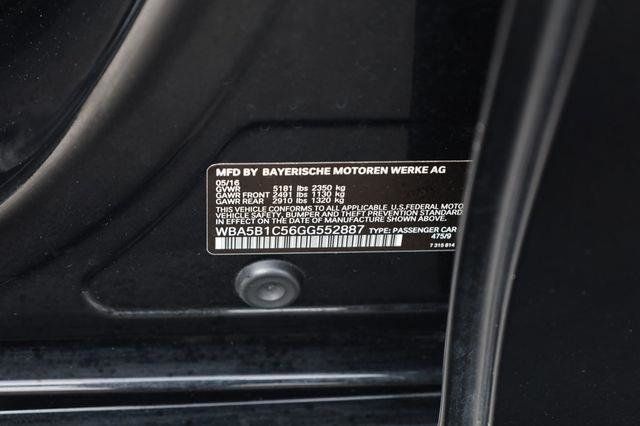 MFD BY BAYERISCHE MOTOREN WERKE AG
05/16
GVWR 5181 lbs 2350 kg
GAWR FRONT 2491 lbs 1130 kg
GAWR REAR 2910 lbs 1320 kg
THIS VEHICLE CONFORMS TO ALL APPLICABLE U.S. FEDERAL MOTOR
VEHICLE SAFETY, BUMPER, AND THEFT PREVENTION
STANDARDS IN EFFECT ON THE DATE OF MANUFACTURE SHOWN ABOVE.
WBA5B1C56GG552887 TYPE: PASSENGER CAR
475/9
7 315 814